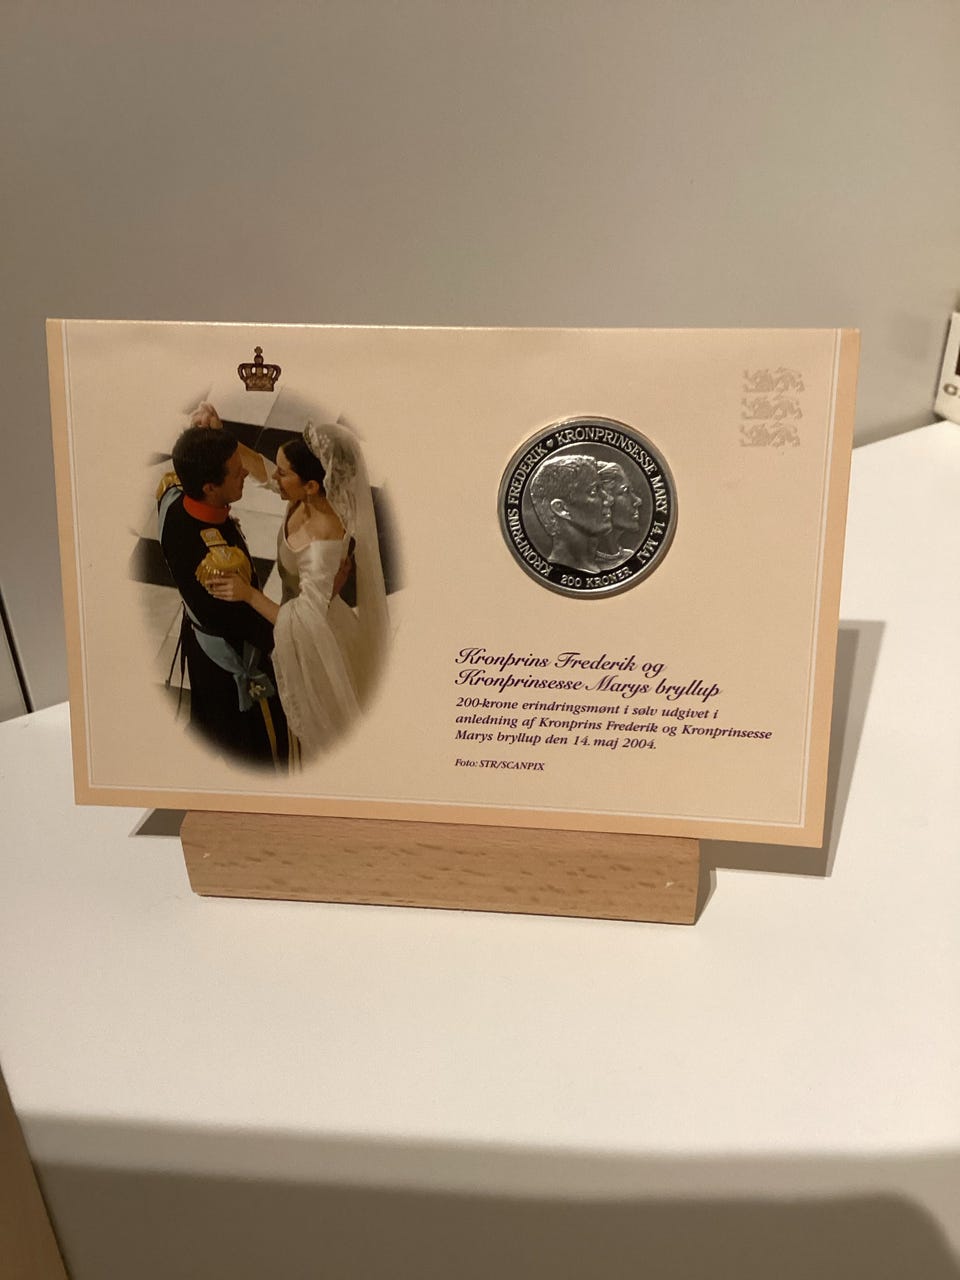 KRONPRINS FREDERIK ♥ KRONPRINSESSE MARY 14. MAJ
200 KRONER
Kronprins Frederik og
Kronprinsesse Marys bryllup
200-krone erindringsmønt i sølv udgivet i
anledning af Kronprins Frederik og Kronprinsesse
Marys bryllup den 14. maj 2004.
Foto: STR/SCANPIX